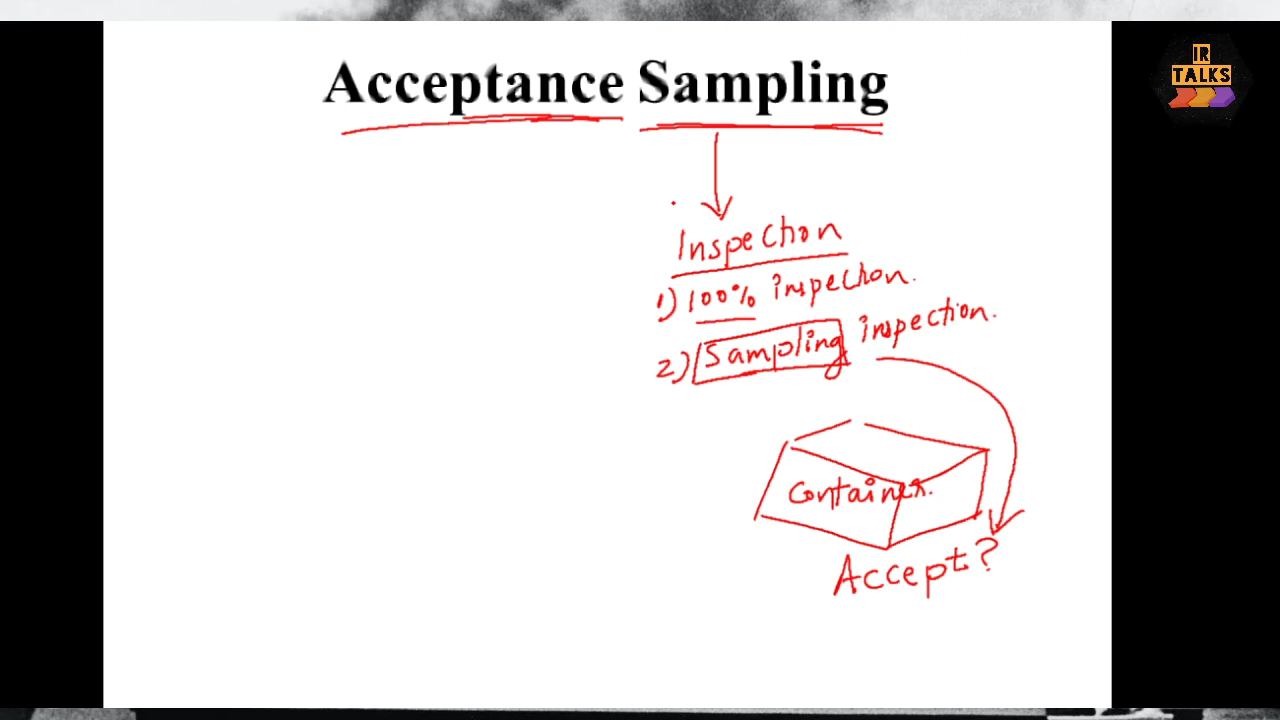 IR
TALKS
Acceptance Sampling
Inspection
1) 100% inspection.
2) Sampling inspection.
Container.
Accept?